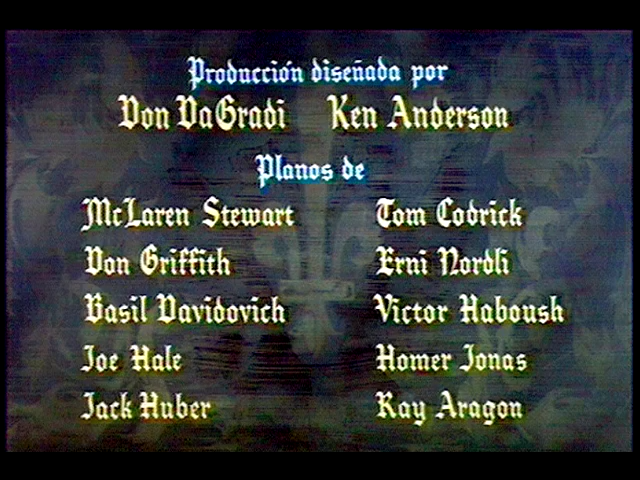 Producción diseñada por
Don DaGradi Ken Anderson
Planos de
McLaren Stewart Tom Codrick
Don Griffith Erni Nordli
Basil Davidovich Victor Haboush
Joe Hale Homer Jonas
Jack Huber Ray Aragon